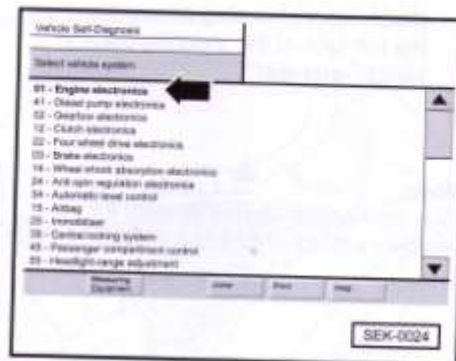 Vehicle Self-Diagnosis
Select vehicle system
01 - Engine electronics
41 - Diesel pump electronics
02 - Gearbox electronics
12 - Clutch electronics
22 - Four wheel drive electronics
03 - Brake electronics
14 - Wheel shock absorption electronics
24 - Anti spin regulation electronics
34 - Automatic level control
15 - Airbag
25 - Immobiliser
35 - Central locking system
45 - Passenger compartment control
55 - Headlight range adjustment
Measuring
Equipment
Print
Help
SEK-0024